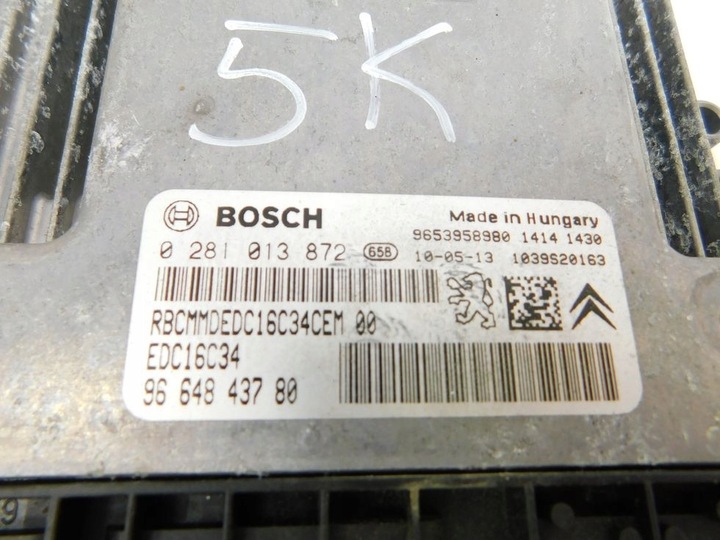 5K
BOSCH
Made in Hungary
9653958980 1414 1430
0 281 013 872 658 10-05-13 1039S20163
RBCMMDEDC16C34CEM 00
EDC16C34
96 648 437 80
9